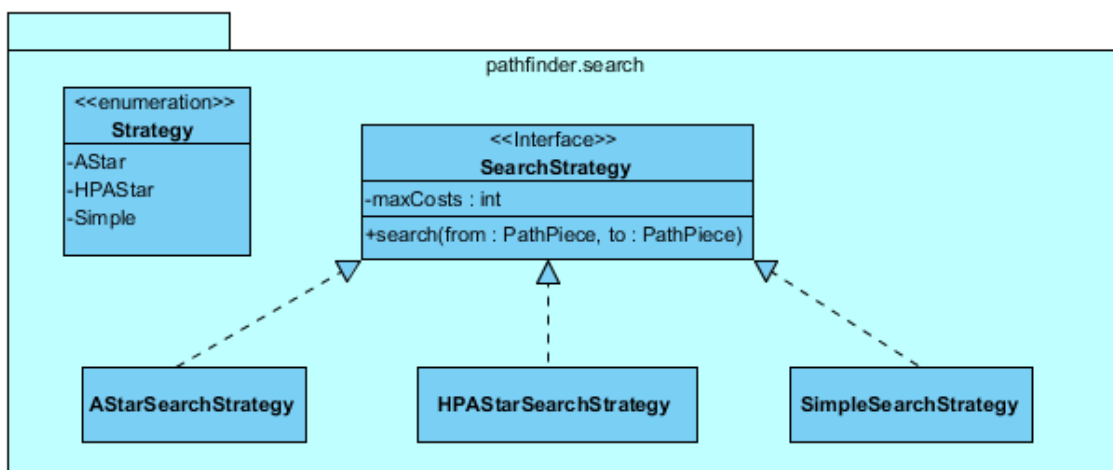 pathfinder.search
<<enumeration>>
Strategy
-AStar
-HPAStar
-Simple
<<Interface>>
SearchStrategy
-maxCosts : int
+search(from : PathPiece, to : PathPiece)
AStarSearchStrategy
HPAStarSearchStrategy
SimpleSearchStrategy